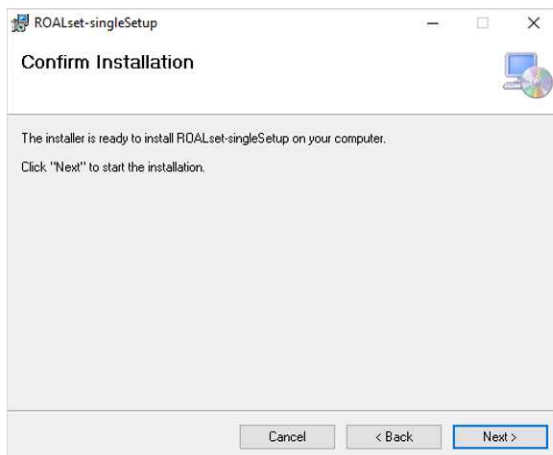 ROALset-singleSetup
Confirm Installation
The installer is ready to install ROALset-singleSetup on your computer.
Click "Next" to start the installation.
Cancel
< Back
Next >